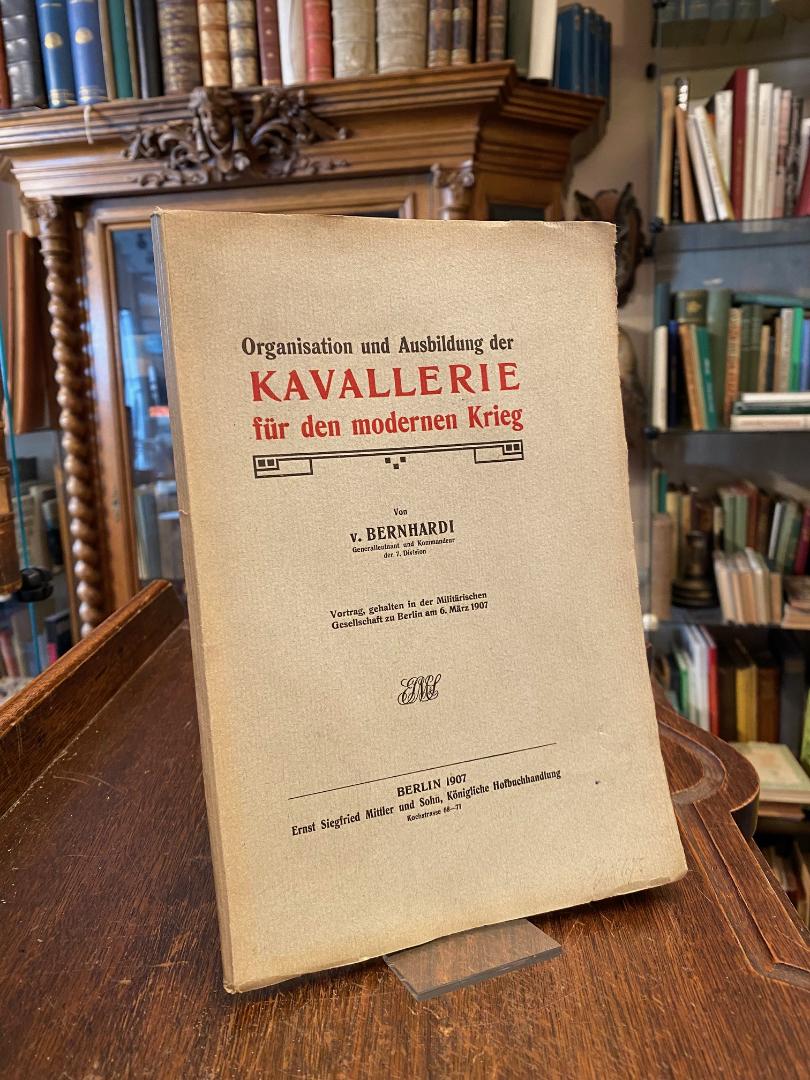 Organisation und Ausbildung der
KAVALLERIE
für den modernen Krieg
Von
v. BERNHARDI
Generalleutnant und Kommandeur
der 7. Division
Vortrag, gehalten in der Militärischen
Gesellschaft zu Berlin am 6. März 1907
BERLIN 1907
Ernst Siegfried Mittler und Sohn, Königliche Hofbuchhandlung
Kochstrasse 68—71